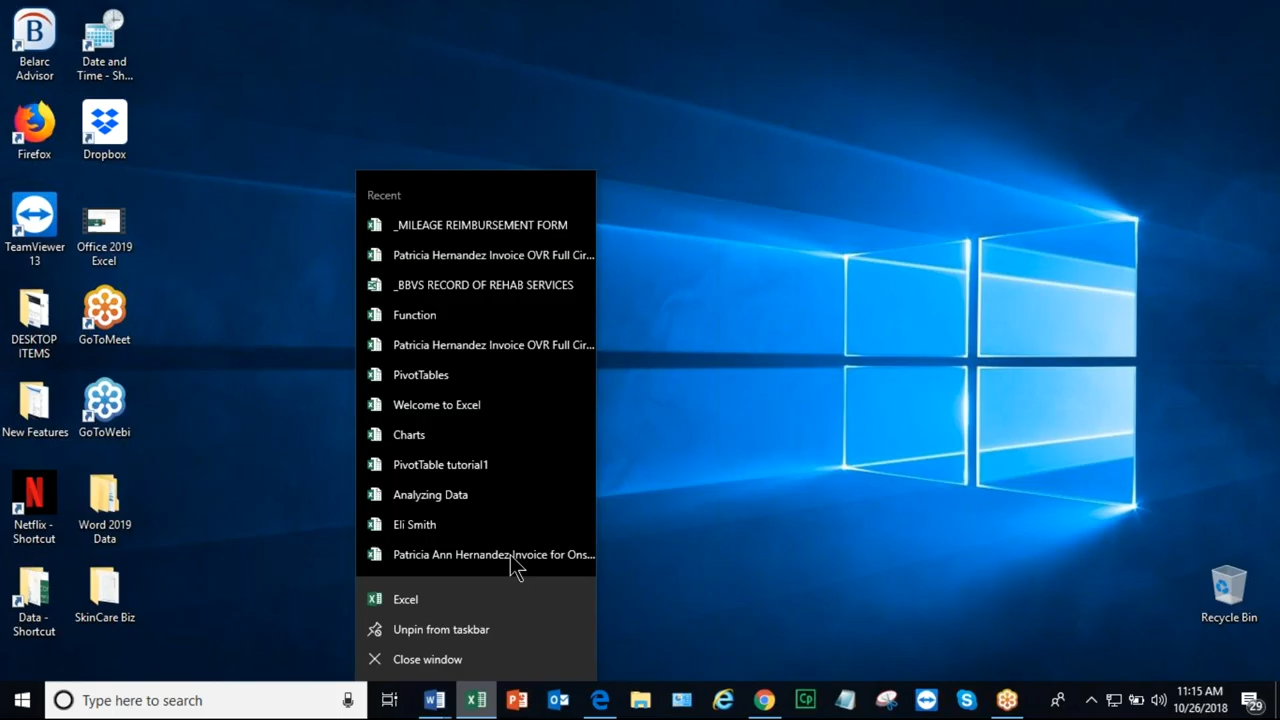 B
Belarc
Advisor
Date and
Time - Sh...
Firefox
Dropbox
TeamViewer
13
Office 2019
Excel
DESKTOP
ITEMS
GoToMeet
New Features
GoToWebi
N
Netflix -
Shortcut
Word 2019
Data
Data -
Shortcut
SkinCare Biz
Recent
_MILEAGE REIMBURSEMENT FORM
Patricia Hernandez Invoice OVR Full Cir...
_BBVS RECORD OF REHAB SERVICES
Function
Patricia Hernandez Invoice OVR Full Cir...
PivotTables
Welcome to Excel
Charts
PivotTable tutorial1
Analyzing Data
Eli Smith
Patricia Ann Hernandez Invoice for Ons...
Excel
Unpin from taskbar
Close window
Recycle Bin
Type here to search
Cp
11:15 AM
10/26/2018
29